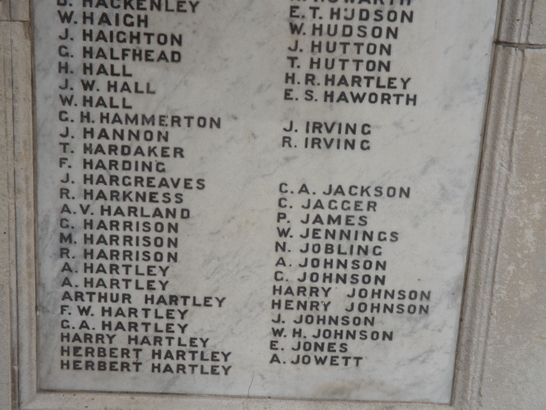 HACKENLEY
W. HAIGH
J. HAIGHTON
G. HALFHEAD
H. HALL
J. W. HALL
W. HALL
G. H. HAMMERTON
J. HANNON
T. HARDAKER
F. HARDING
J. HARGREAVES
R. HARKNESS
A. V. HARLAND
G. HARRISON
M. HARRISON
R. HARRISON
A. HARTLEY
A. HARTLEY
ARTHUR HARTLEY
F. W. HARTLEY
G. A. HARTLEY
HARRY HARTLEY
HERBERT HARTLEY
HERBERT HARTLEY
E. T. HUDSON
W. HUDSON
J. HUTTON
T. HUTTON
H. R. HARTLEY
E. S. HAWORTH
J. IRVING
R. IRVING
C. A. JACKSON
C. JAGGER
P. JAMES
W. JENNINGS
N. JOBLING
A. JOHNSON
G. JOHNSON
HARRY JOHNSON
HENRY JOHNSON
J. JOHNSON
W. H. JOHNSON
E. JONES
A. JOWETT